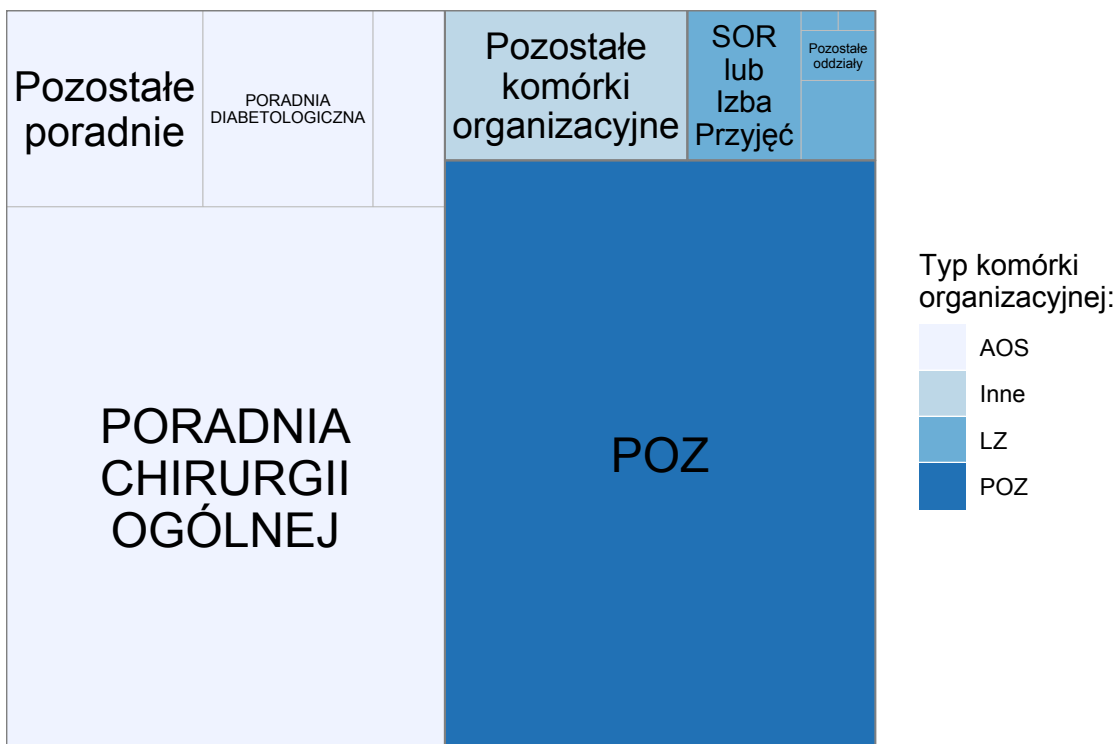 Pozostałe
poradnie
PORADNIA
DIABETOLOGICZNA
Pozostałe
komórki
organizacyjne
SOR
lub
Izba
Przyjęć
Pozostałe
oddziały
PORADNIA
CHIRURGII
OGÓLNEJ
POZ
Typ komórki
organizacyjnej:
AOS
Inne
LZ
POZ